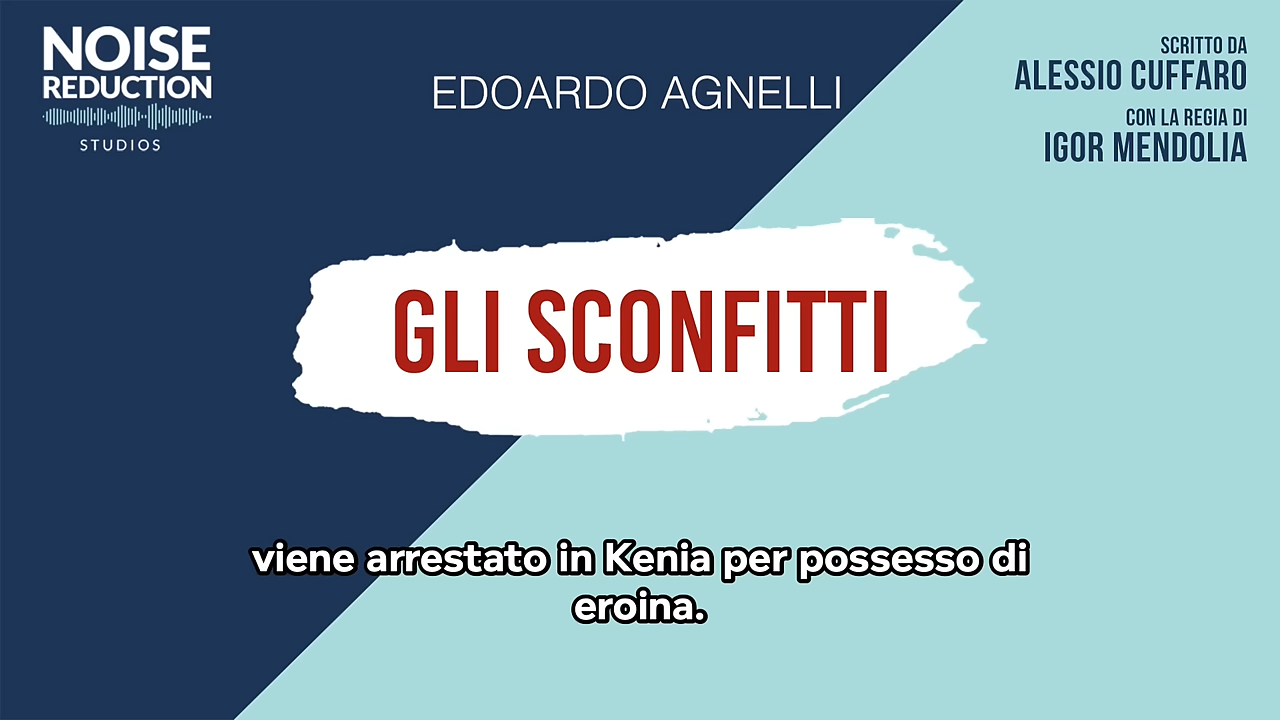 NOISE
REDUCTION
STUDIOS
EDOARDO AGNELLI
SCRITTO DA
ALESSIO CUFFARO
CON LA REGIA DI
IGOR MENDOLIA
GLI SCONFITTI
viene arrestato in Kenia per possesso di
eroina.